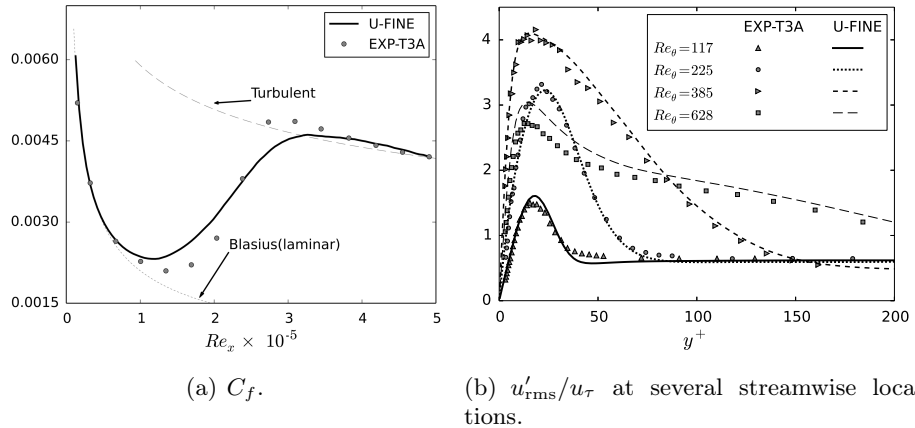 U-FINE
EXP-T3A
Turbulent
Blasius(laminar)
0.0060
0.0045
0.0030
0.0015
0 1 2 3 4 5
Re_x × 10^{-5}
(a) C_f.
EXP-T3A U-FINE
Re_θ=117
Re_θ=225
Re_θ=385
Re_θ=628
4
3
2
1
0
0 50 100 150 200
y^+
(b) u′_rms/u_τ at several streamwise loca
tions.